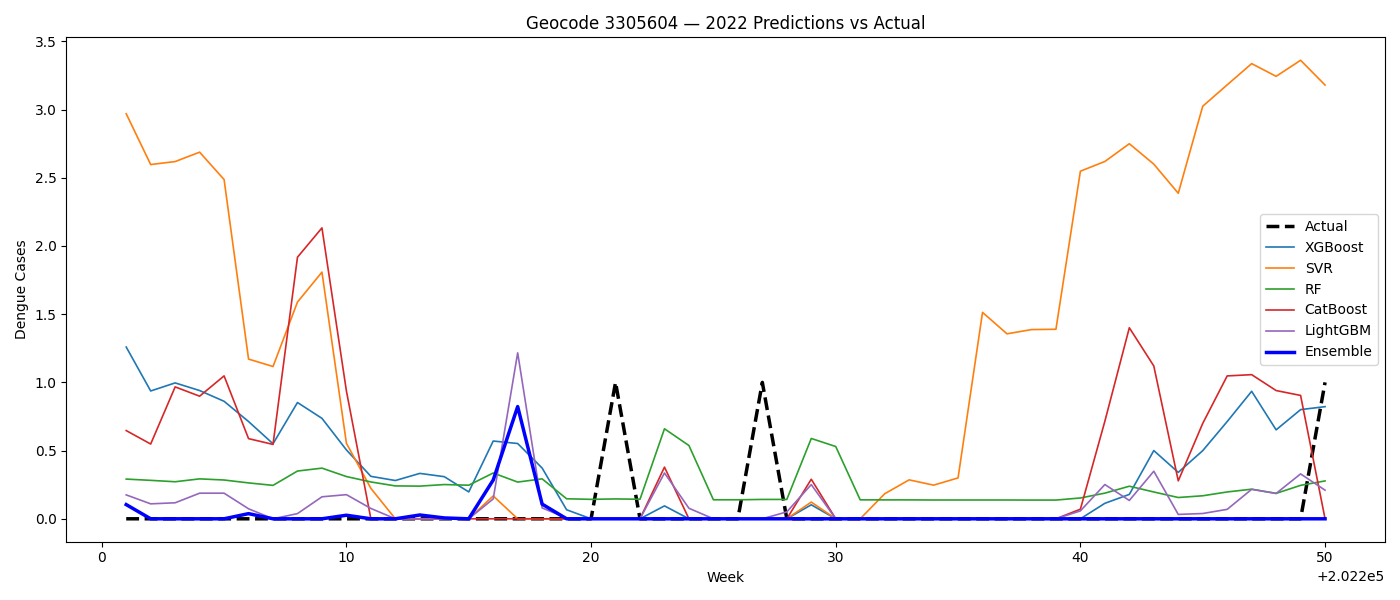 Geocode 3305604 — 2022 Predictions vs Actual
Dengue Cases
3.5
3.0
2.5
2.0
1.5
1.0
0.5
0.0
Actual
XGBoost
SVR
RF
CatBoost
LightGBM
Ensemble
0
10
20
30
40
50
+2.022e5
Week